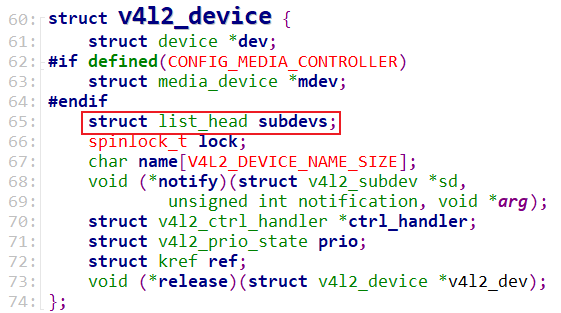 60: struct v4l2_device {
61:     struct device *dev;
62: #if defined(CONFIG_MEDIA_CONTROLLER)
63:     struct media_device *mdev;
64: #endif
65:     struct list_head subdevs;
66:     spinlock_t lock;
67:     char name[V4L2_DEVICE_NAME_SIZE];
68:     void (*notify)(struct v4l2_subdev *sd,
69:             unsigned int notification, void *arg);
70:     struct v4l2_ctrl_handler *ctrl_handler;
71:     struct v4l2_prio_state prio;
72:     struct kref ref;
73:     void (*release)(struct v4l2_device *v4l2_dev);
74: };